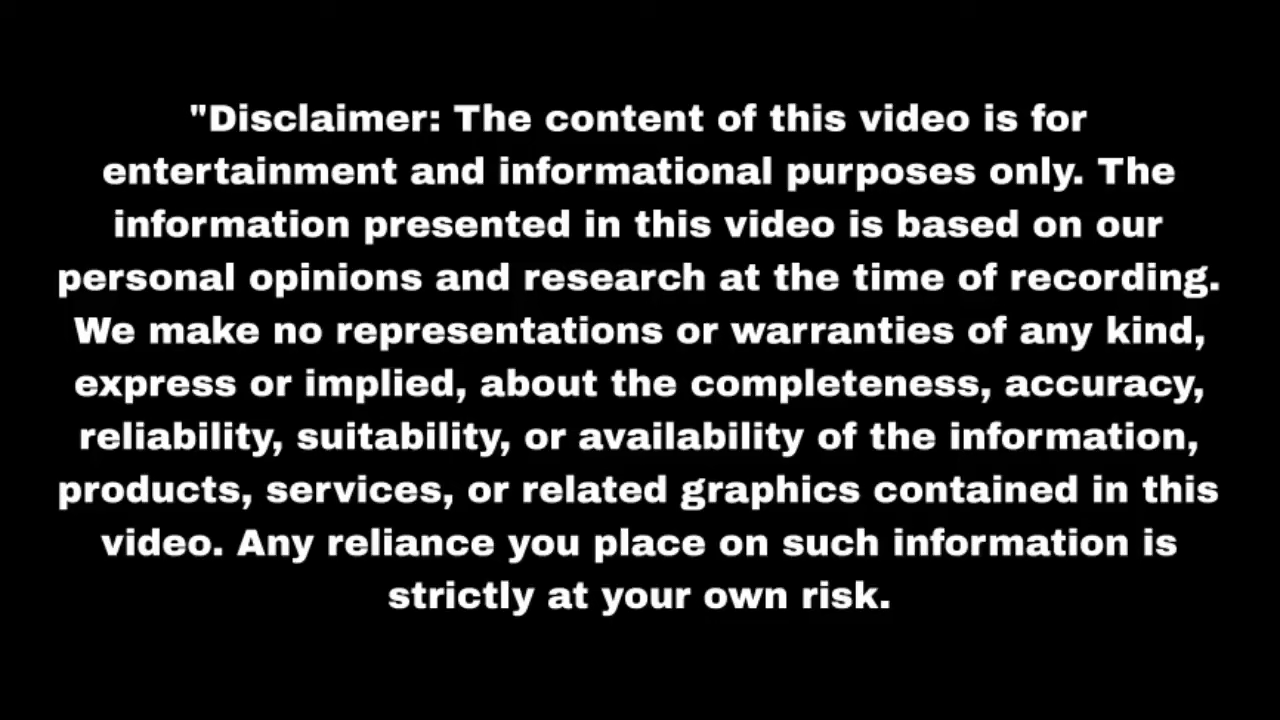 "Disclaimer: The content of this video is for
entertainment and informational purposes only. The
information presented in this video is based on our
personal opinions and research at the time of recording.
We make no representations or warranties of any kind,
express or implied, about the completeness, accuracy,
reliability, suitability, or availability of the information,
products, services, or related graphics contained in this
video. Any reliance you place on such information is
strictly at your own risk.